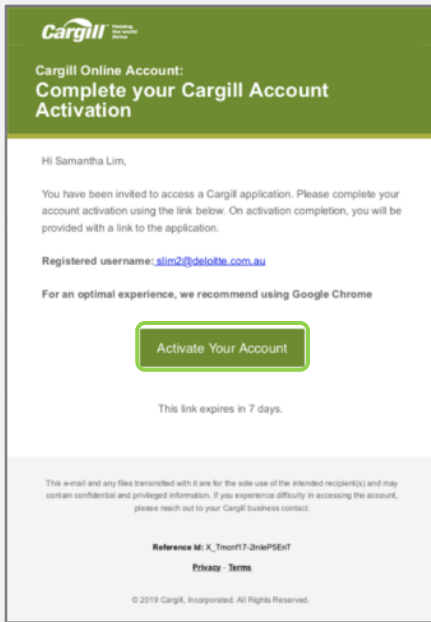 Cargill Helping
the world
thrive
Cargill Online Account:
Complete your Cargill Account
Activation
Hi Samantha Lim,
You have been invited to access a Cargill application. Please complete your
account activation using the link below. On activation completion, you will be
provided with a link to the application.
Registered username: slim2@deloitte.com.au
For an optimal experience, we recommend using Google Chrome
Activate Your Account
This link expires in 7 days.
This e-mail and any files transmitted with it are for the sole use of the intended recipient(s) and may
contain confidential and privileged information. If you experience difficulty in accessing the account,
please reach out to your Cargill business contact.
Reference Id:
Privacy - Terms
© 2019 Cargill, Incorporated. All Rights Reserved.